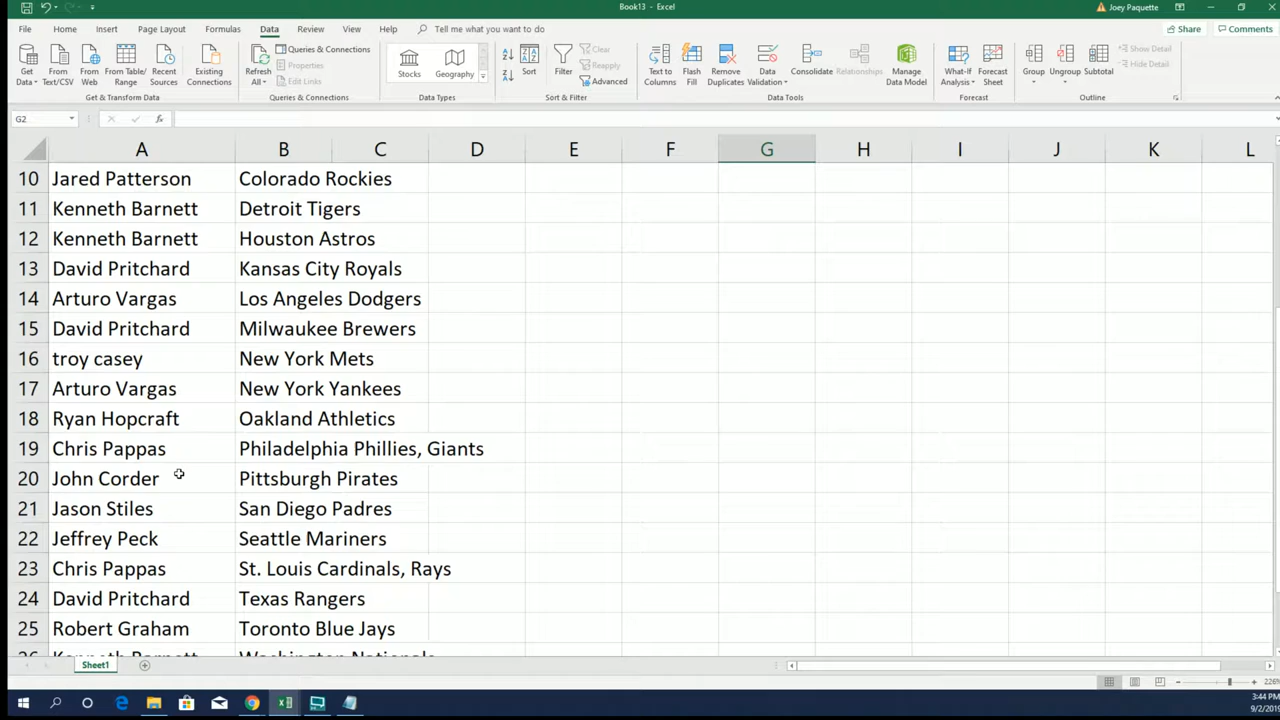 Book13 - Excel
Joey Paquette
File Home Insert Page Layout Formulas Data Review View Help Tell me what you want to do Share Comments
Get Data From Text/CSV From Web From Table/ Range Recent Sources Existing Connections
Refresh All Queries & Connections Properties Edit Links
Stocks Geography
Sort Filter Clear Reapply Advanced
Text to Columns Flash Fill Remove Duplicates Data Validation Consolidate Relationships Manage Data Model
What-If Analysis Forecast Sheet Group Ungroup Subtotal Show Detail Hide Detail
Get & Transform Data Queries & Connections Data Types Sort & Filter Data Tools Forecast Outline
G2
A B C D E F G H I J K L
10 Jared Patterson Colorado Rockies
11 Kenneth Barnett Detroit Tigers
12 Kenneth Barnett Houston Astros
13 David Pritchard Kansas City Royals
14 Arturo Vargas Los Angeles Dodgers
15 David Pritchard Milwaukee Brewers
16 troy casey New York Mets
17 Arturo Vargas New York Yankees
18 Ryan Hopcraft Oakland Athletics
19 Chris Pappas Philadelphia Phillies, Giants
20 John Corder Pittsburgh Pirates
21 Jason Stiles San Diego Padres
22 Jeffrey Peck Seattle Mariners
23 Chris Pappas St. Louis Cardinals, Rays
24 David Pritchard Texas Rangers
25 Robert Graham Toronto Blue Jays
26 Kenneth Barnett Washington Nationals
Sheet1
226%
3:44 PM
9/2/2019